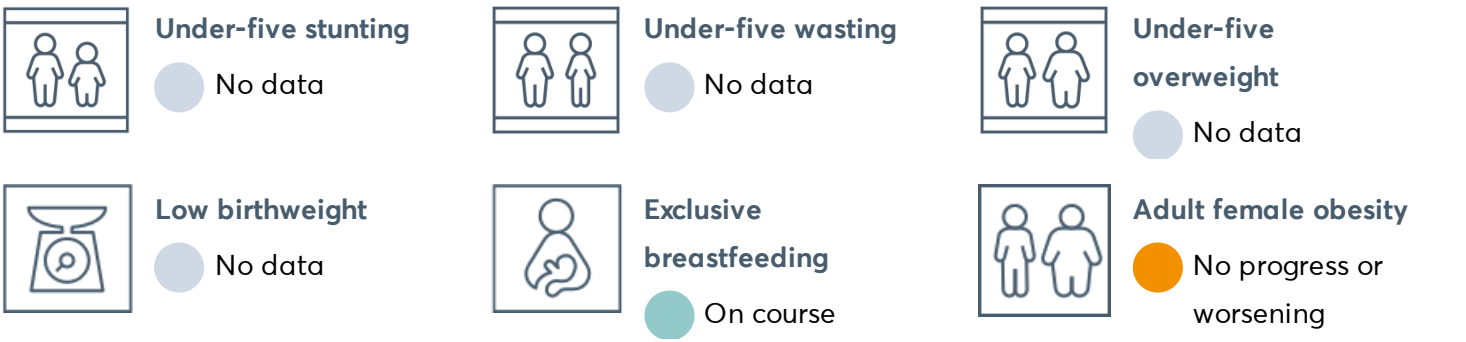 Under-five stunting
No data
Under-five wasting
No data
Under-five
overweight
No data
Low birthweight
No data
Exclusive
breastfeeding
On course
Adult female obesity
No progress or
worsening